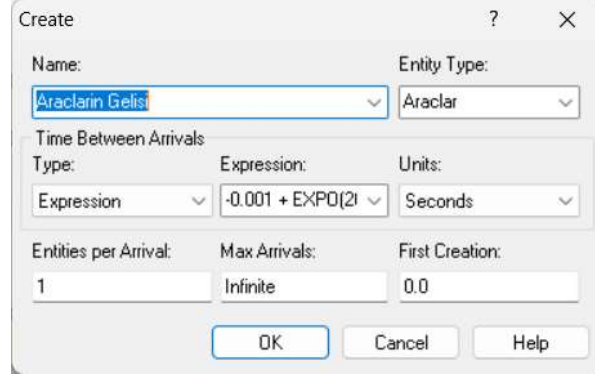 Create ? ×
Name: Entity Type:
Araclarin Gelisi Araclar
Time Between Arrivals
Type: Expression: Units:
Expression -0.001 + EXPO(2 Seconds
Entities per Arrival: Max Arrivals: First Creation:
1 Infinite 0.0
OK Cancel Help